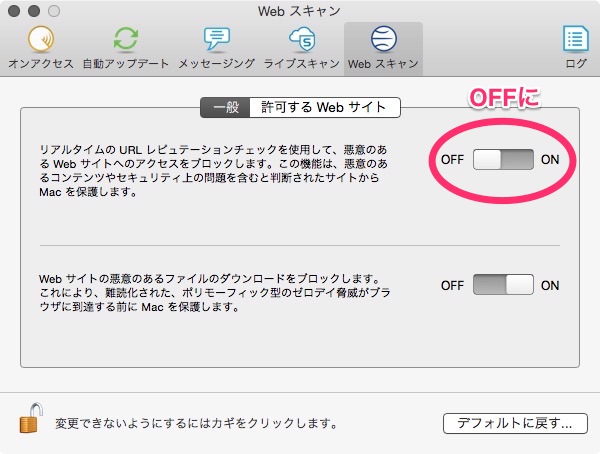 Web スキャン
オンアクセス 自動アップデート メッセージング ライブスキャン Web スキャン ログ
OFFに
一般 許可する Web サイト
リアルタイムの URL レピュテーションチェックを使用して、悪意のあ
る Web サイトへのアクセスをブロックします。この機能は、悪意のあ
るコンテンツやセキュリティ上の問題を含むと判断されたサイトから
Mac を保護します。
OFF ON
Web サイトの悪意のあるファイルのダウンロードをブロックします。
これにより、難読化された、ポリモーフィック型のゼロデイ脅威がブラ
ウザに到達する前に Mac を保護します。
OFF ON
変更できないようにするにはカギをクリックします。
デフォルトに戻す...